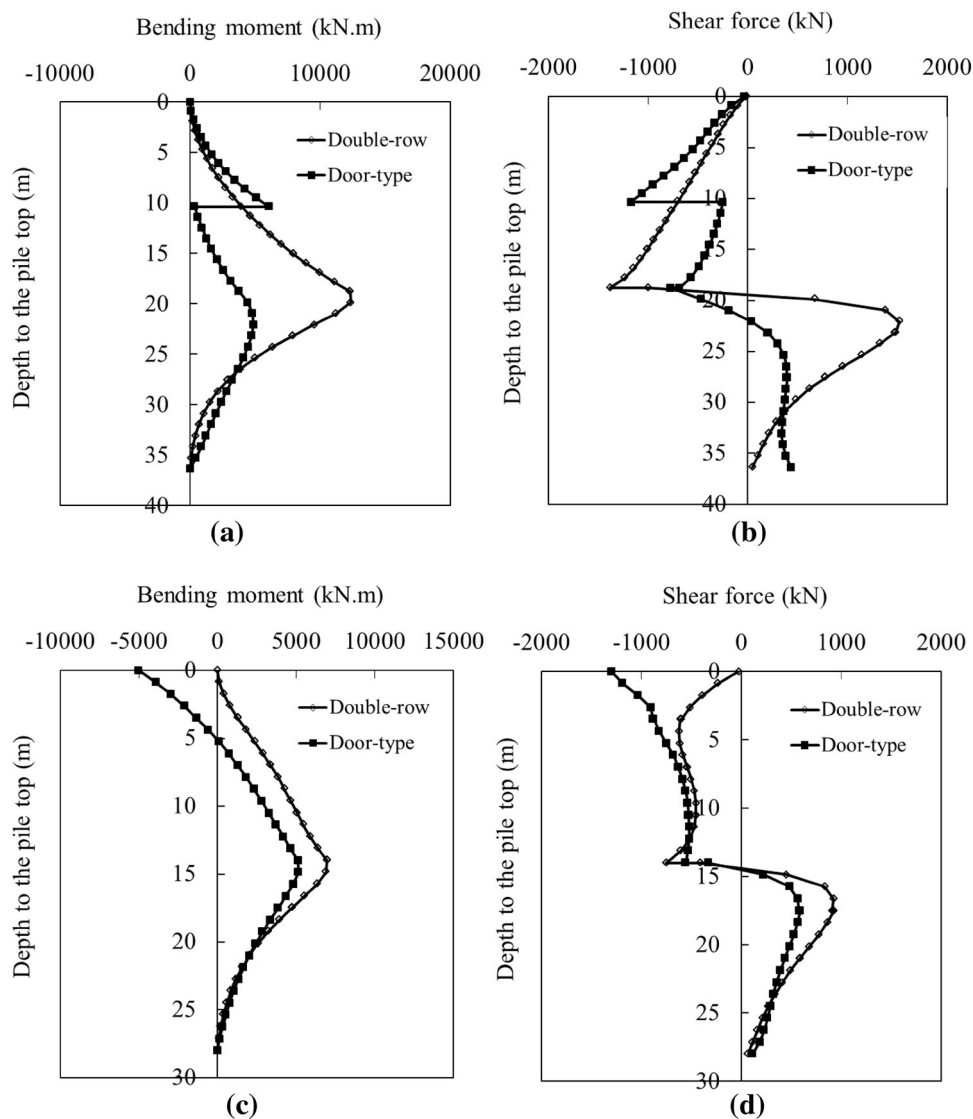 Bending moment (kN.m)
-10000 0 10000 20000
0
5
10
15
20
25
30
35
40
Depth to the pile top (m)
Double-row
Door-type
(a)
Shear force (kN)
-2000 -1000 0 1000 2000
0
5
10
15
20
25
30
35
40
Depth to the pile top (m)
Double-row
Door-type
(b)
Bending moment (kN.m)
-10000 -5000 0 5000 10000 15000
0
5
10
15
20
25
30
Depth to the pile top (m)
Double-row
Door-type
(c)
Shear force (kN)
-2000 -1000 0 1000 2000
0
5
10
15
20
25
30
Depth to the pile top (m)
Double-row
Door-type
(d)